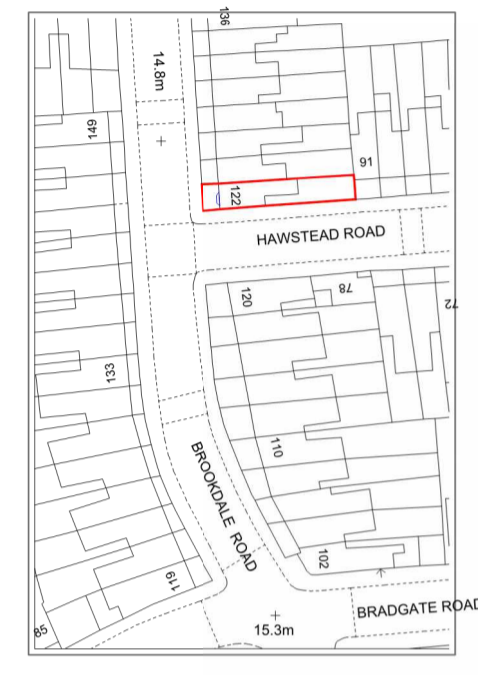 136
14.8m
149
91
122
HAWSTEAD ROAD
120
78
72
133
110
BROOKDALE ROAD
102
119
85
15.3m
BRADGATE ROAD